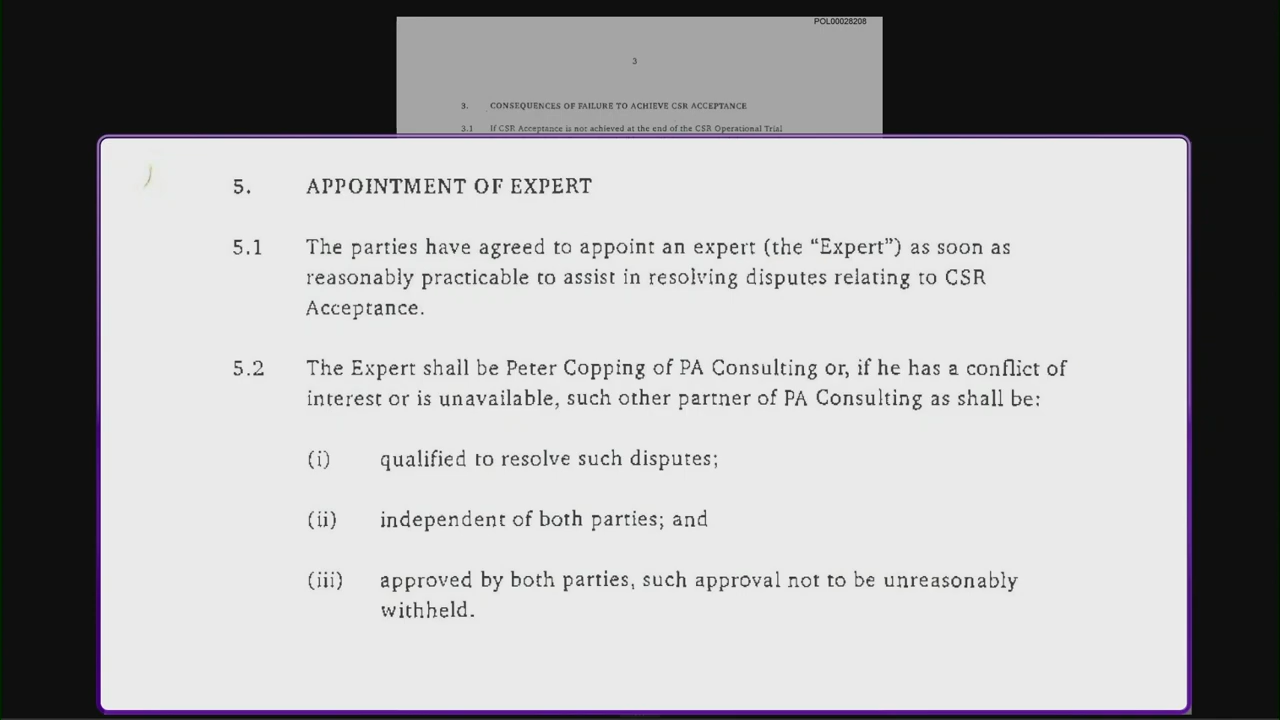 POL00028208
3
3. CONSEQUENCES OF FAILURE TO ACHIEVE CSR ACCEPTANCE
3.1 If CSR Acceptance is not achieved at the end of the CSR Operational Trial
5. APPOINTMENT OF EXPERT
5.1 The parties have agreed to appoint an expert (the “Expert”) as soon as
reasonably practicable to assist in resolving disputes relating to CSR
Acceptance.
5.2 The Expert shall be Peter Copping of PA Consulting or, if he has a conflict of
interest or is unavailable, such other partner of PA Consulting as shall be:
(i) qualified to resolve such disputes;
(ii) independent of both parties; and
(iii) approved by both parties, such approval not to be unreasonably
withheld.